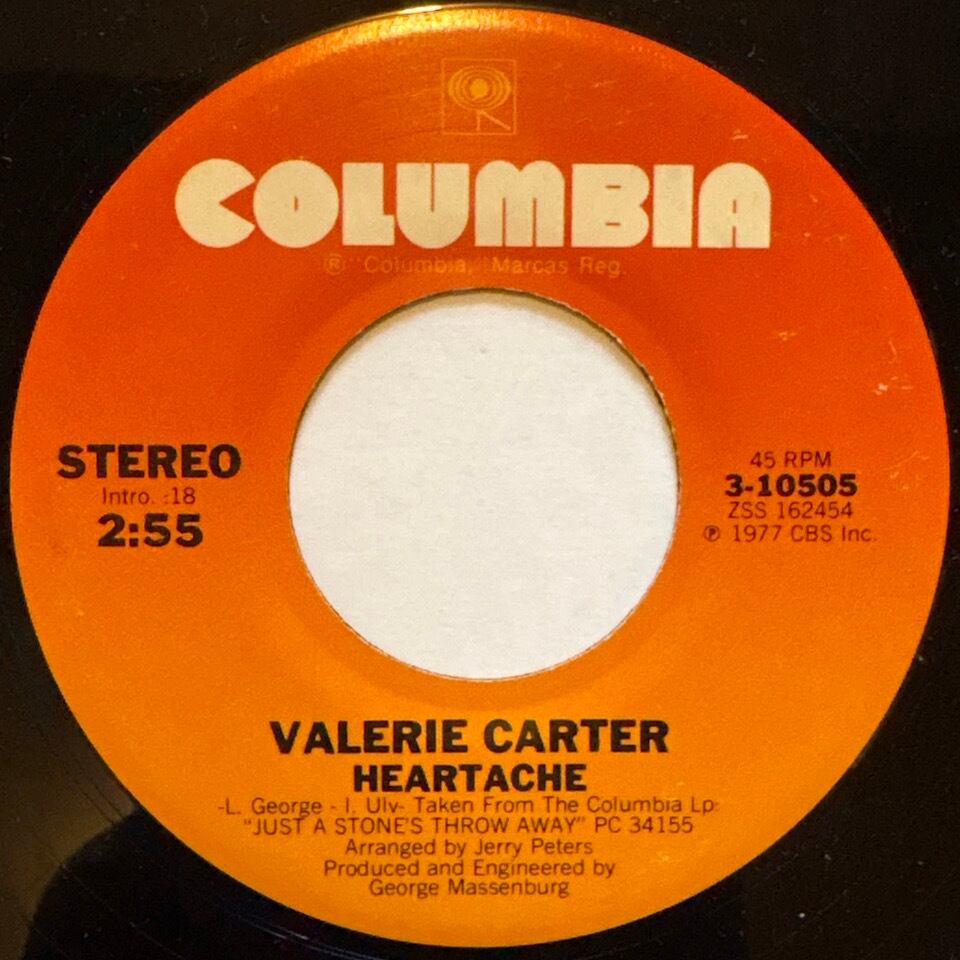 COLUMBIA
® "Columbia," Marcas Reg.
STEREO
Intro. :18
2:55
45 RPM
3-10505
ZSS 162454
℗ 1977 CBS Inc.
VALERIE CARTER
HEARTACHE
-L. George - I. Ulv- Taken From The Columbia Lp:
"JUST A STONE'S THROW AWAY" PC 34155
Arranged by Jerry Peters
Produced and Engineered by
George Massenburg